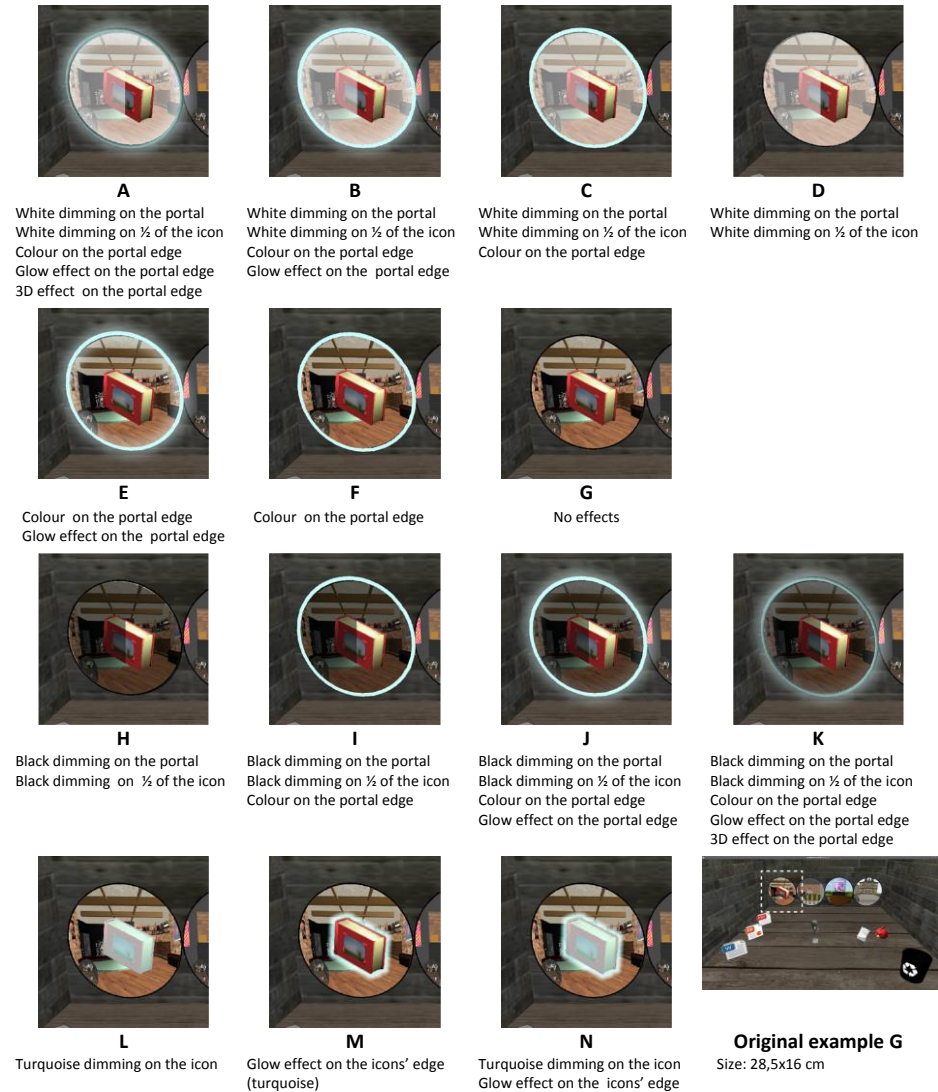 A
White dimming on the portal
White dimming on ½ of the icon
Colour on the portal edge
Glow effect on the portal edge
3D effect on the portal edge
B
White dimming on the portal
White dimming on ½ of the icon
Colour on the portal edge
Glow effect on the portal edge
C
White dimming on the portal
White dimming on ½ of the icon
Colour on the portal edge
D
White dimming on the portal
White dimming on ½ of the icon
E
Colour on the portal edge
Glow effect on the portal edge
F
Colour on the portal edge
G
No effects
H
Black dimming on the portal
Black dimming on ½ of the icon
I
Black dimming on the portal
Black dimming on ½ of the icon
Colour on the portal edge
J
Black dimming on the portal
Black dimming on ½ of the icon
Colour on the portal edge
Glow effect on the portal edge
K
Black dimming on the portal
Black dimming on ½ of the icon
Colour on the portal edge
Glow effect on the portal edge
3D effect on the portal edge
L
Turquoise dimming on the icon
M
Glow effect on the icons' edge
(turquoise)
N
Turquoise dimming on the icon
Glow effect on the icons' edge
Original example G
Size: 28,5x16 cm